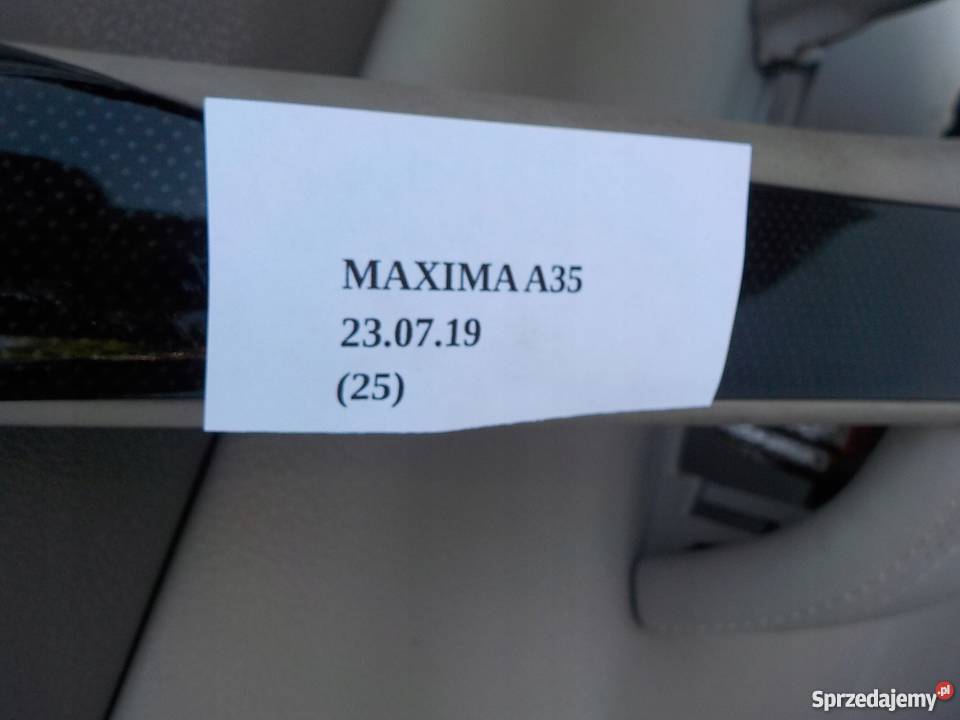 MAXIMA A35
23.07.19
(25)
Sprzedajemy.pl